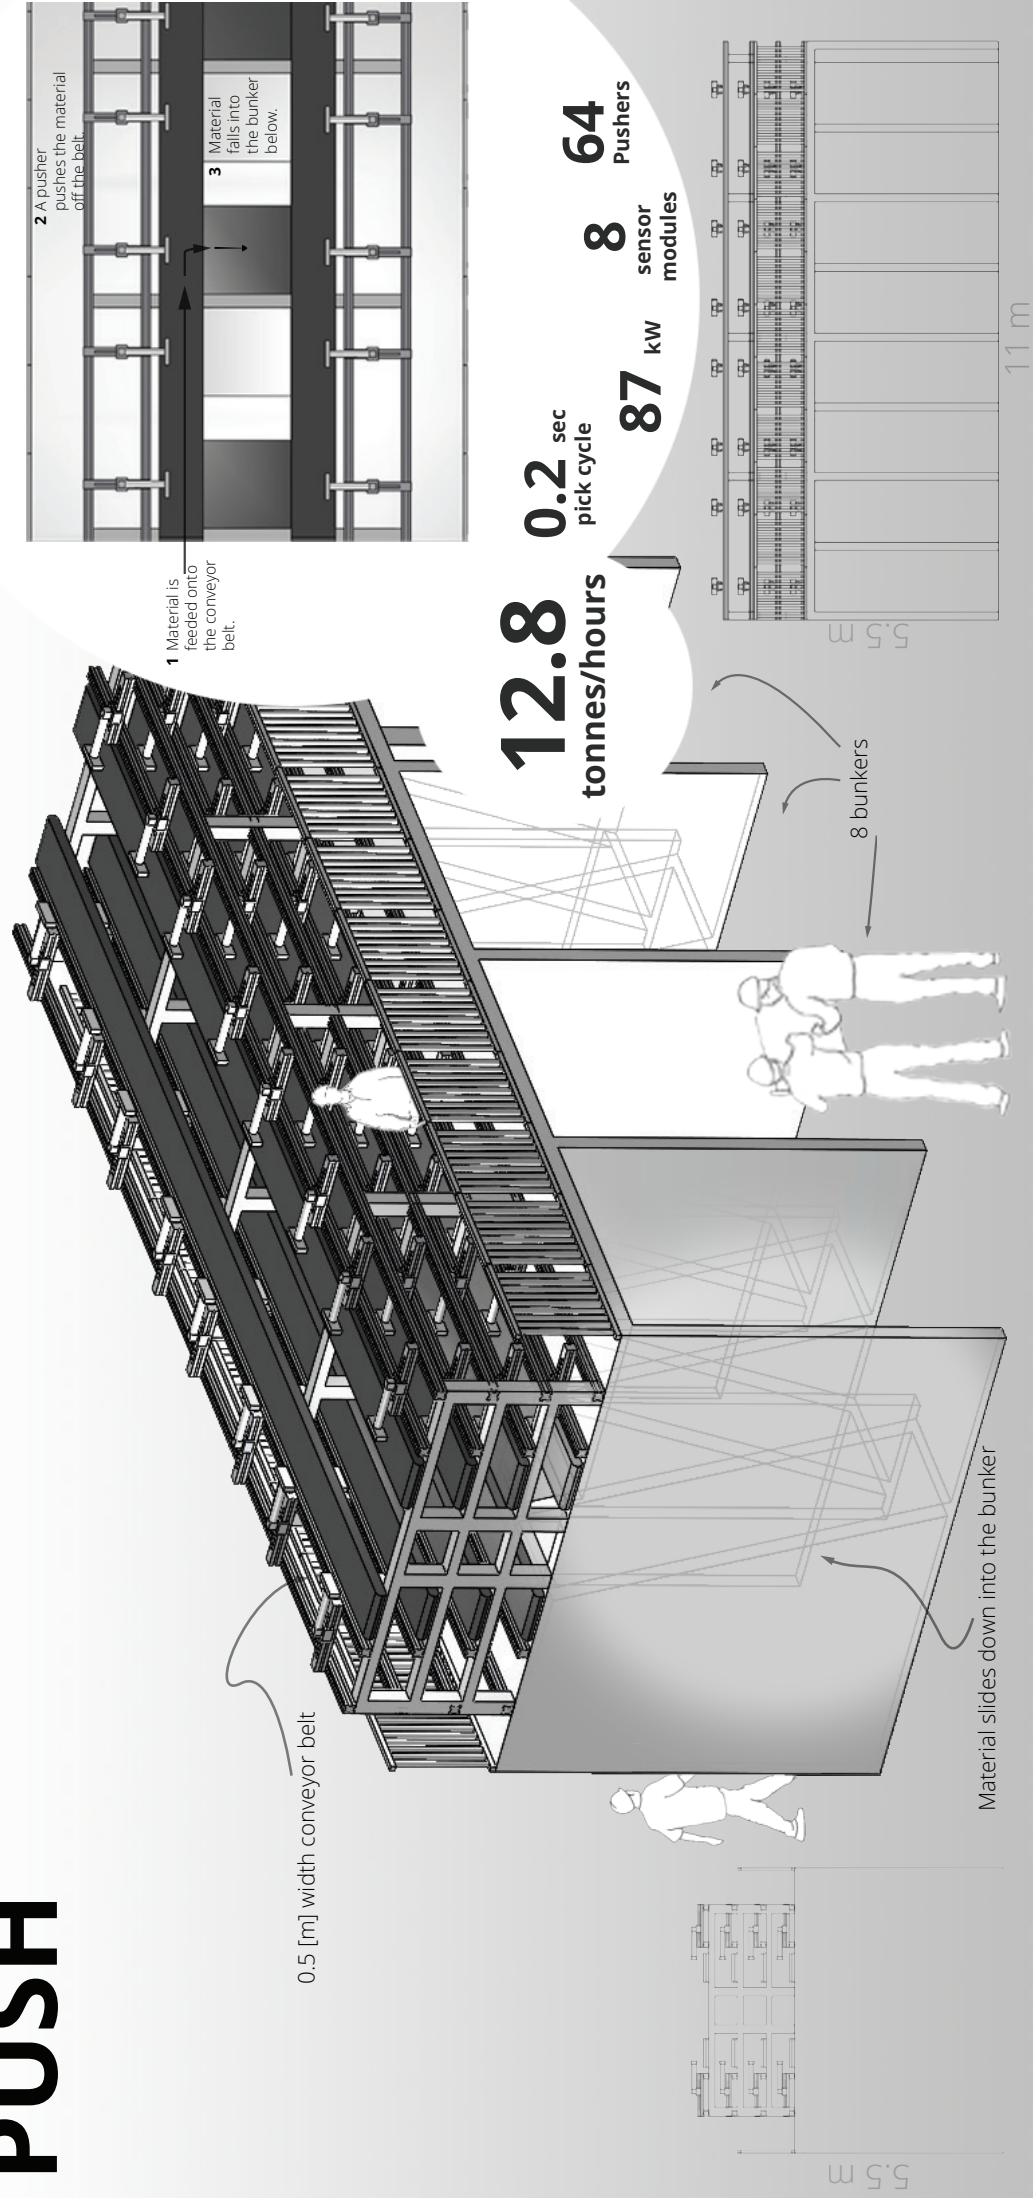 PUSH
0.5 [m] width conveyor belt
Material slides down into the bunker
8 bunkers
1 Material is
feeded onto
the conveyor
belt.
2 A pusher
pushes the material
off the belt.
3 Material
falls into
the bunker
below.
12.8
tonnes/hours
0.2 sec
pick cycle
87 kW
8
sensor
modules
64
Pushers
5.5 m
5.5 m
11 m